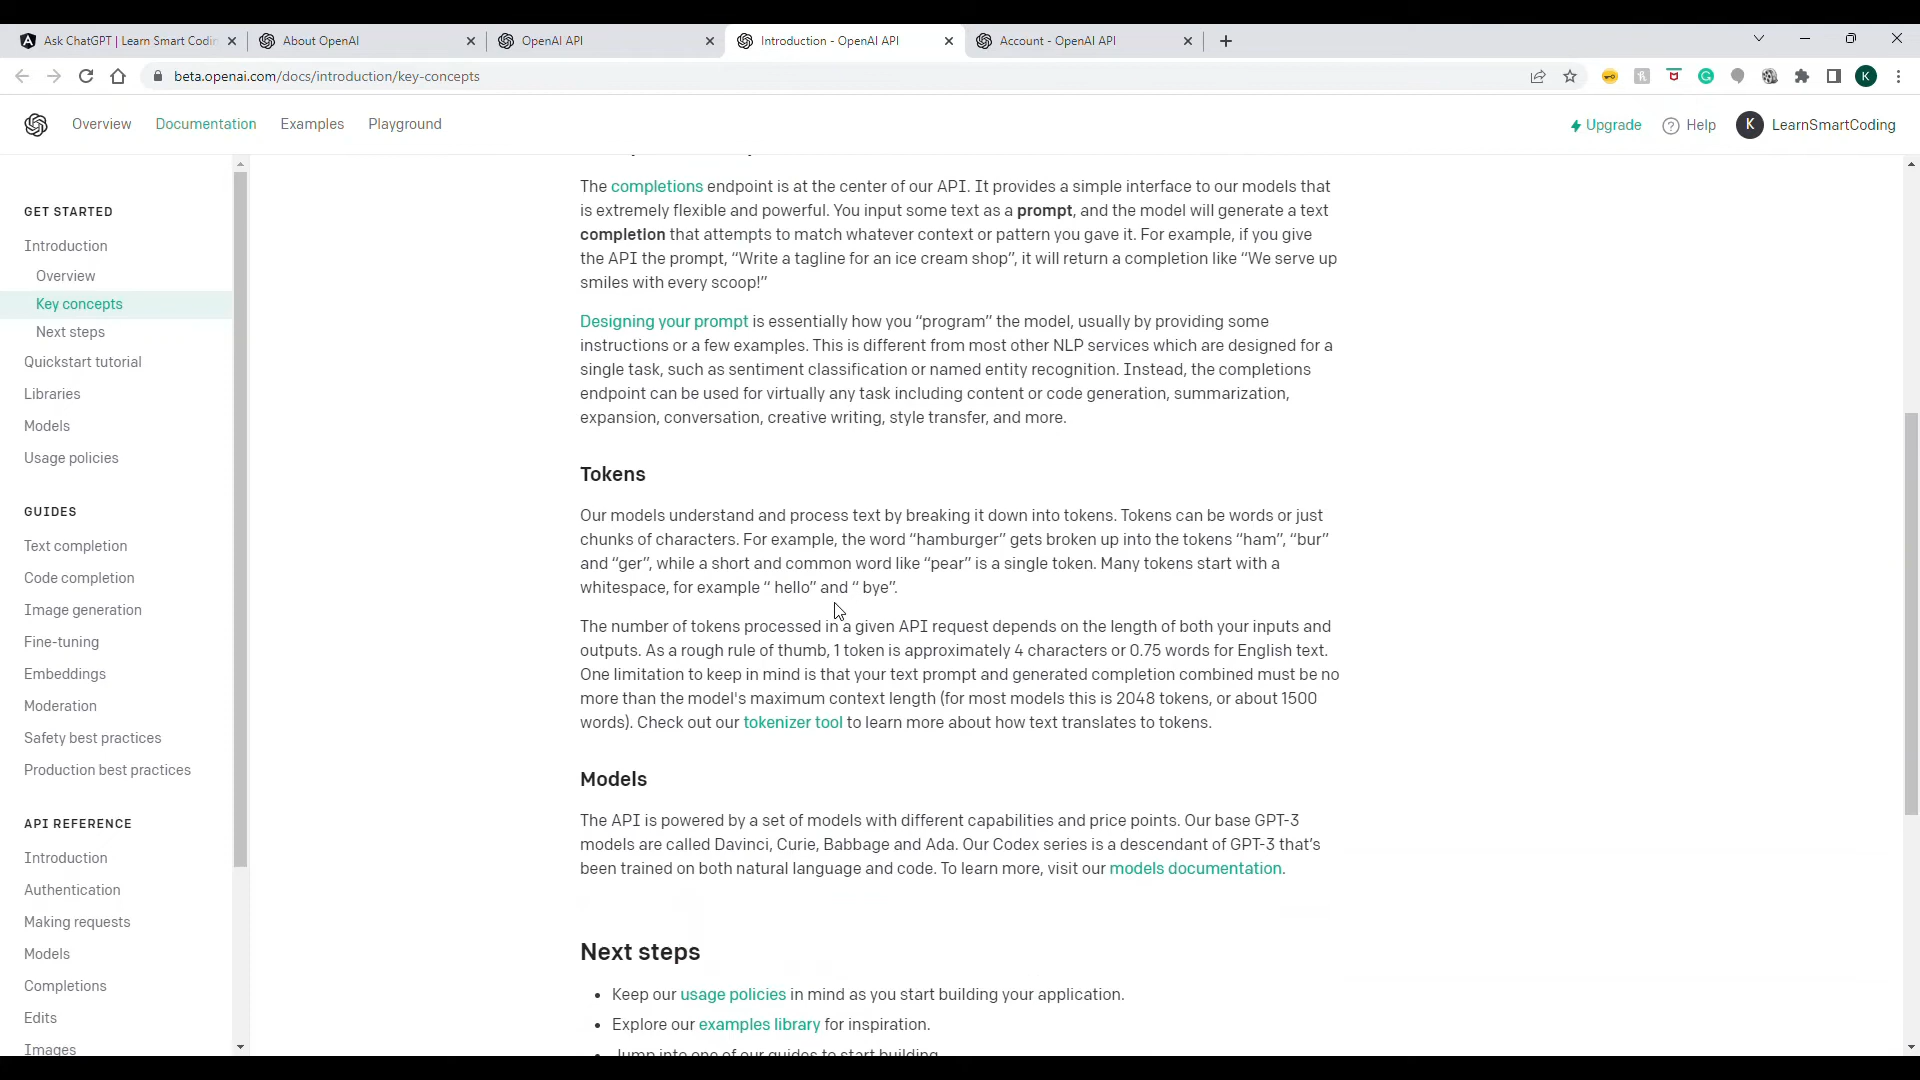 Ask ChatGPT | Learn Smart Codin
About OpenAI
OpenAI API
Introduction - OpenAI API
Account - OpenAI API
beta.openai.com/docs/introduction/key-concepts
K
Overview
Documentation
Examples
Playground
Upgrade
Help
K
LearnSmartCoding
GET STARTED
Introduction
Overview
Key concepts
Next steps
Quickstart tutorial
Libraries
Models
Usage policies
GUIDES
Text completion
Code completion
Image generation
Fine-tuning
Embeddings
Moderation
Safety best practices
Production best practices
API REFERENCE
Introduction
Authentication
Making requests
Models
Completions
Edits
Images
The completions endpoint is at the center of our API. It provides a simple interface to our models that
is extremely flexible and powerful. You input some text as a prompt, and the model will generate a text
completion that attempts to match whatever context or pattern you gave it. For example, if you give
the API the prompt, “Write a tagline for an ice cream shop”, it will return a completion like “We serve up
smiles with every scoop!”
Designing your prompt is essentially how you “program” the model, usually by providing some
instructions or a few examples. This is different from most other NLP services which are designed for a
single task, such as sentiment classification or named entity recognition. Instead, the completions
endpoint can be used for virtually any task including content or code generation, summarization,
expansion, conversation, creative writing, style transfer, and more.
Tokens
Our models understand and process text by breaking it down into tokens. Tokens can be words or just
chunks of characters. For example, the word “hamburger” gets broken up into the tokens “ham”, “bur”
and “ger”, while a short and common word like “pear” is a single token. Many tokens start with a
whitespace, for example “ hello” and “ bye”.
The number of tokens processed in a given API request depends on the length of both your inputs and
outputs. As a rough rule of thumb, 1 token is approximately 4 characters or 0.75 words for English text.
One limitation to keep in mind is that your text prompt and generated completion combined must be no
more than the model's maximum context length (for most models this is 2048 tokens, or about 1500
words). Check out our tokenizer tool to learn more about how text translates to tokens.
Models
The API is powered by a set of models with different capabilities and price points. Our base GPT-3
models are called Davinci, Curie, Babbage and Ada. Our Codex series is a descendant of GPT-3 that’s
been trained on both natural language and code. To learn more, visit our models documentation.
Next steps
Keep our usage policies in mind as you start building your application.
Explore our examples library for inspiration.
Jump into one of our guides to start building.